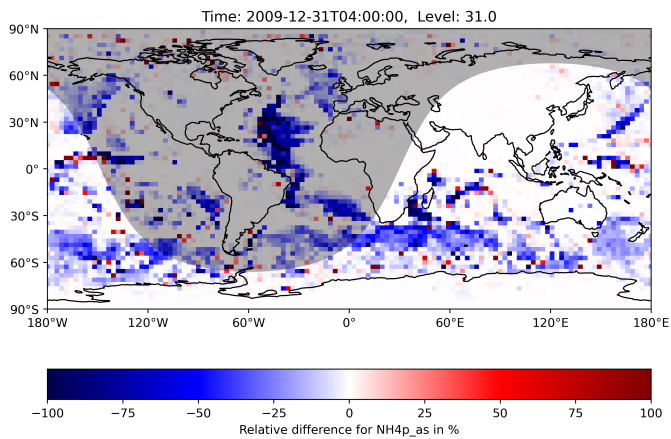 Time: 2009-12-31T04:00:00,  Level: 31.0
90°N
60°N
30°N
0°
30°S
60°S
90°S
180°W 120°W 60°W 0° 60°E 120°E 180°E
−100 −75 −50 −25 0 25 50 75 100
Relative difference for NH4p_as in %